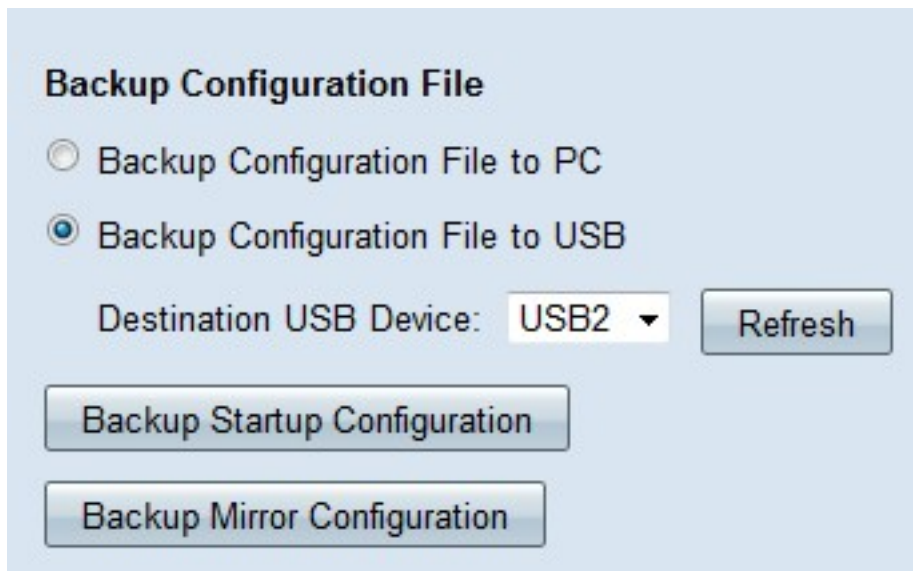 Backup Configuration File
Backup Configuration File to PC
Backup Configuration File to USB
Destination USB Device: USB2 Refresh
Backup Startup Configuration
Backup Mirror Configuration